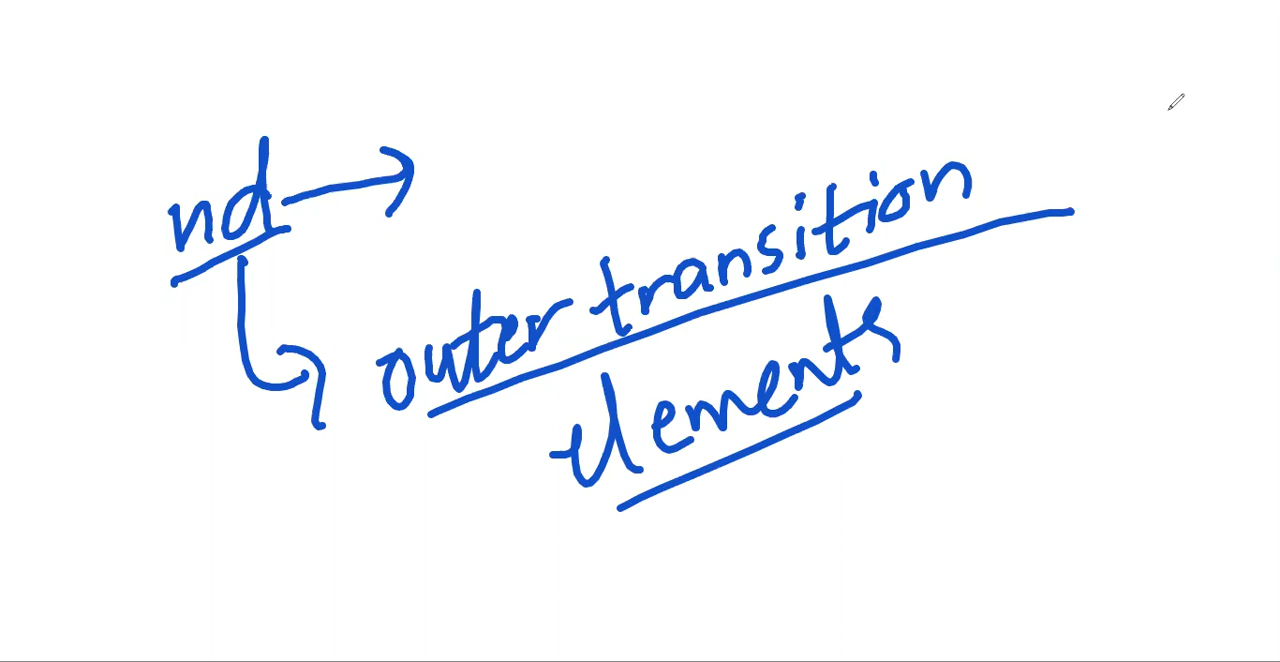 nd →
outer transition
elements